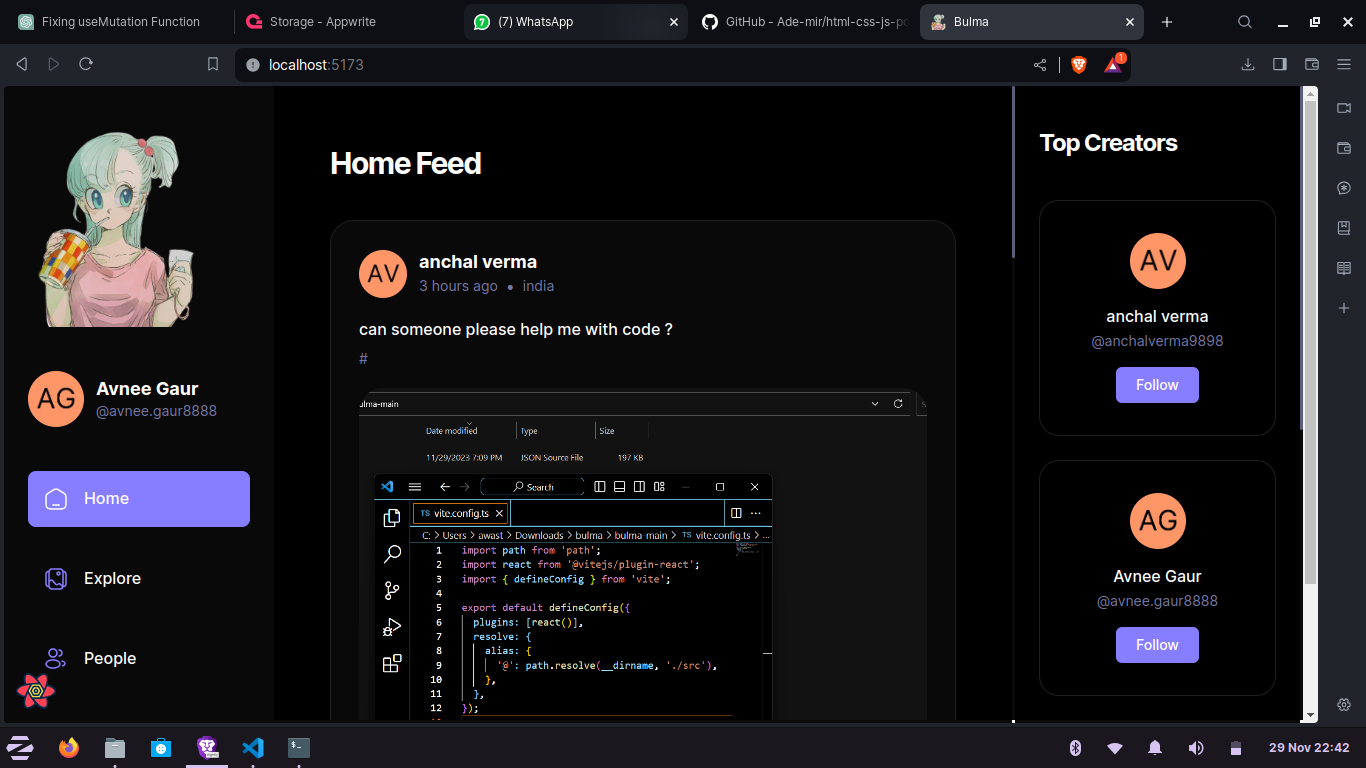 Fixing useMutation Function
Storage - Appwrite
(7) WhatsApp
GitHub - Ade-mir/html-css-js-po
Bulma
localhost:5173
1
Home Feed
Top Creators
AV
anchal verma
3 hours ago • india
can someone please help me with code ?
#
ulma-main
Date modified Type Size
11/29/2023 7:09 PM JSON Source File 197 KB
Search
TS vite.config.ts
C: > Users > awast > Downloads > bulma > bulma-main > TS vite.config.ts > ...
1 import path from 'path';
2 import react from '@vitejs/plugin-react';
3 import { defineConfig } from 'vite';
4
5 export default defineConfig({
6 plugins: [react()],
7 resolve: {
8 alias: {
9 '@': path.resolve(__dirname, './src'),
10 },
11 },
12 });
AG
Avnee Gaur
@avnee.gaur8888
Home
Explore
People
AV
anchal verma
@anchalverma9898
Follow
AG
Avnee Gaur
@avnee.gaur8888
Follow
29 Nov 22:42